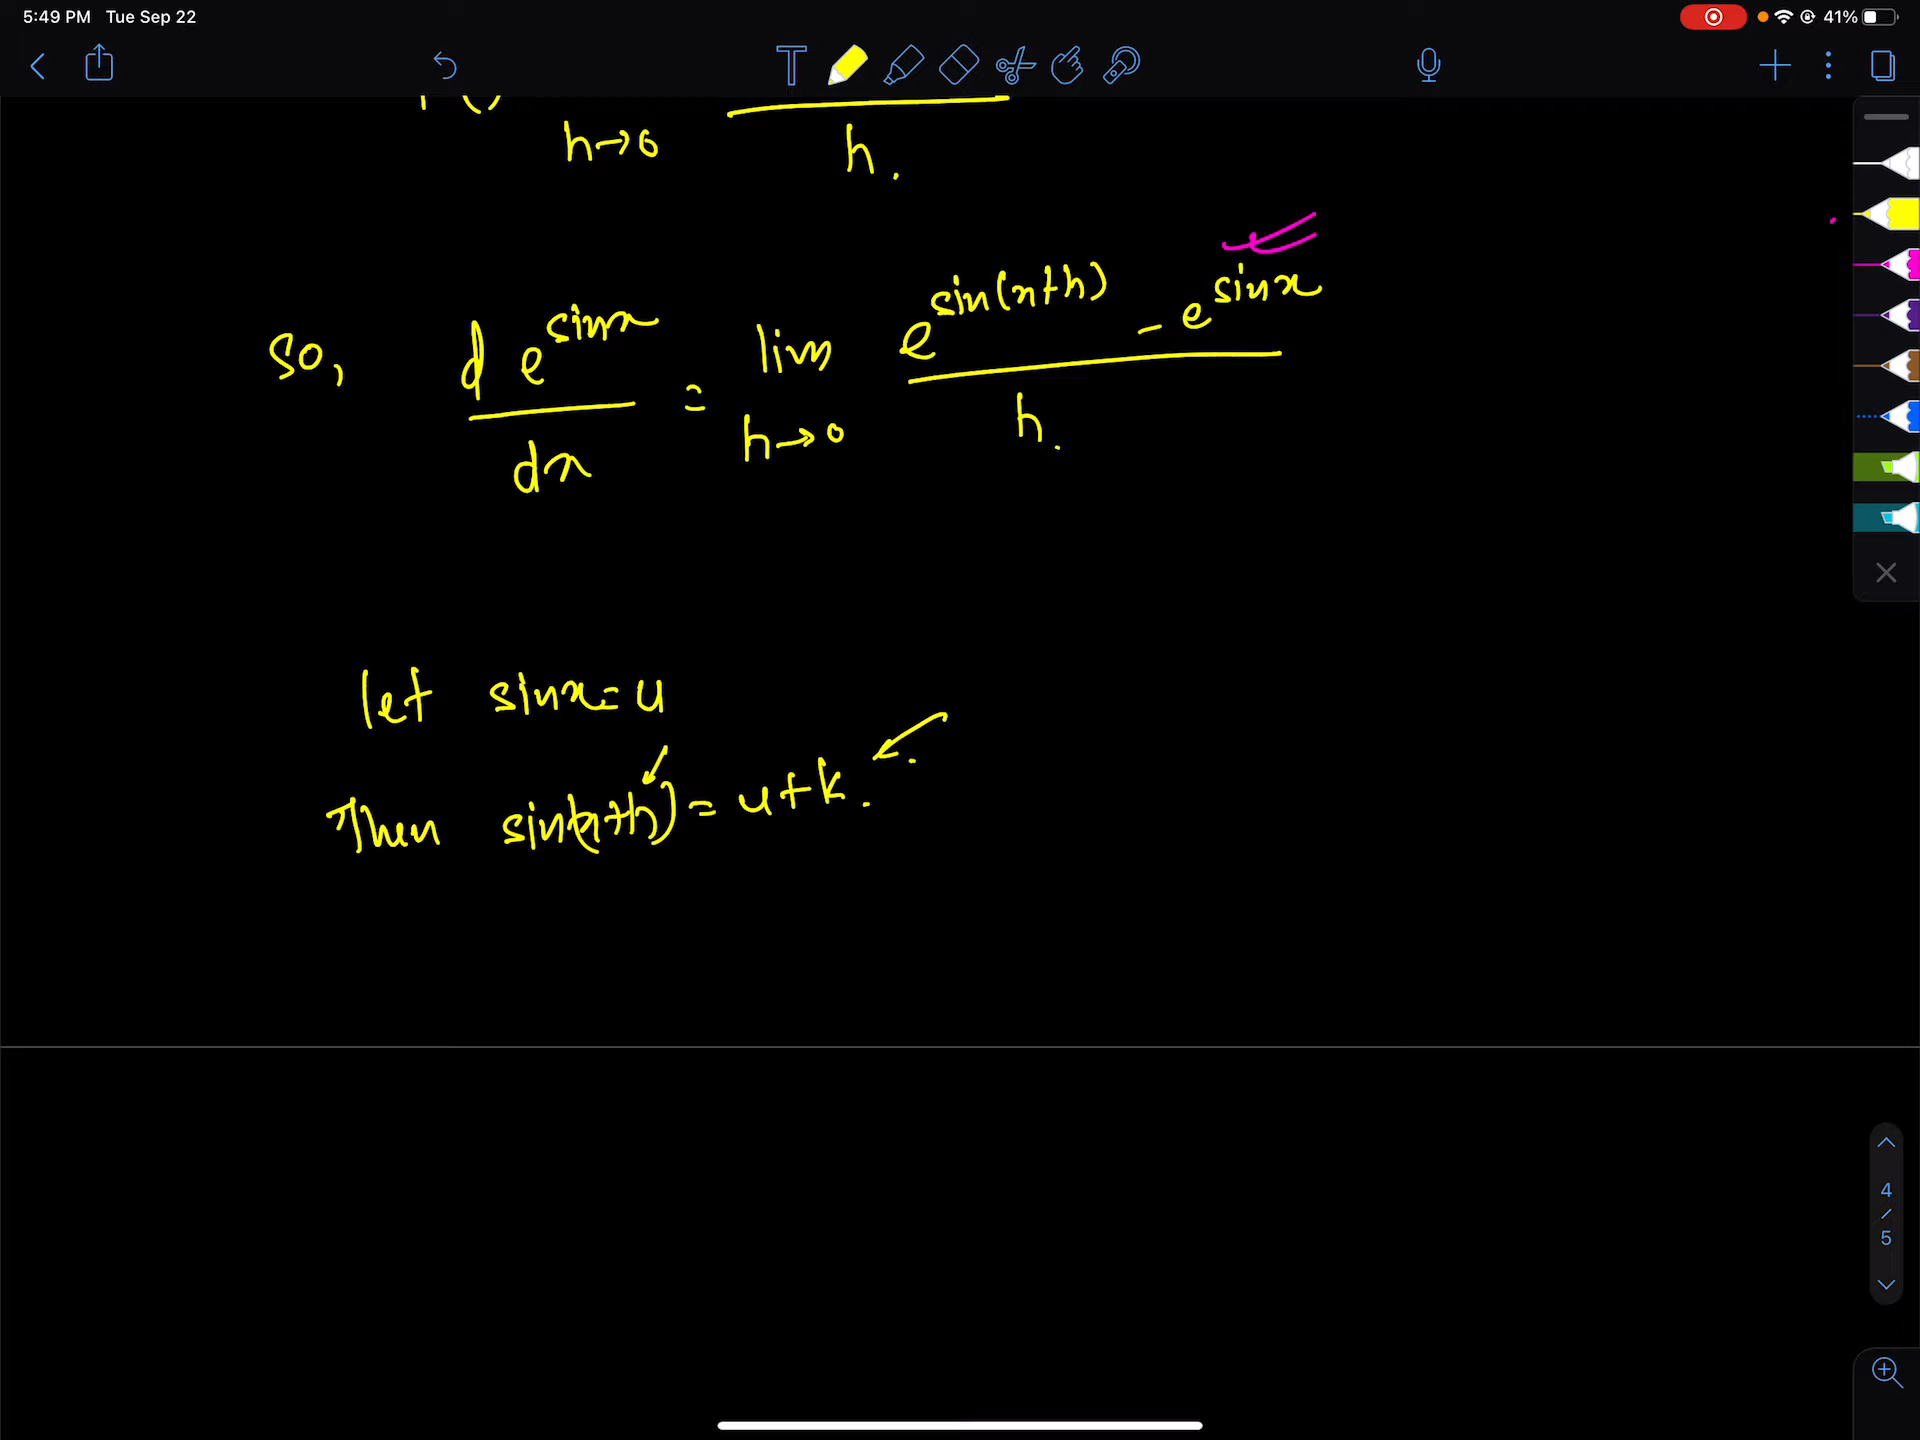 5:49 PM Tue Sep 22
41%
h→0 h.
so, d e^sinx / dx = lim h→0 e^sin(x+h) - e^sinx / h.
let sinx = u
Then sin(x+h) = u+k.
4
/
5